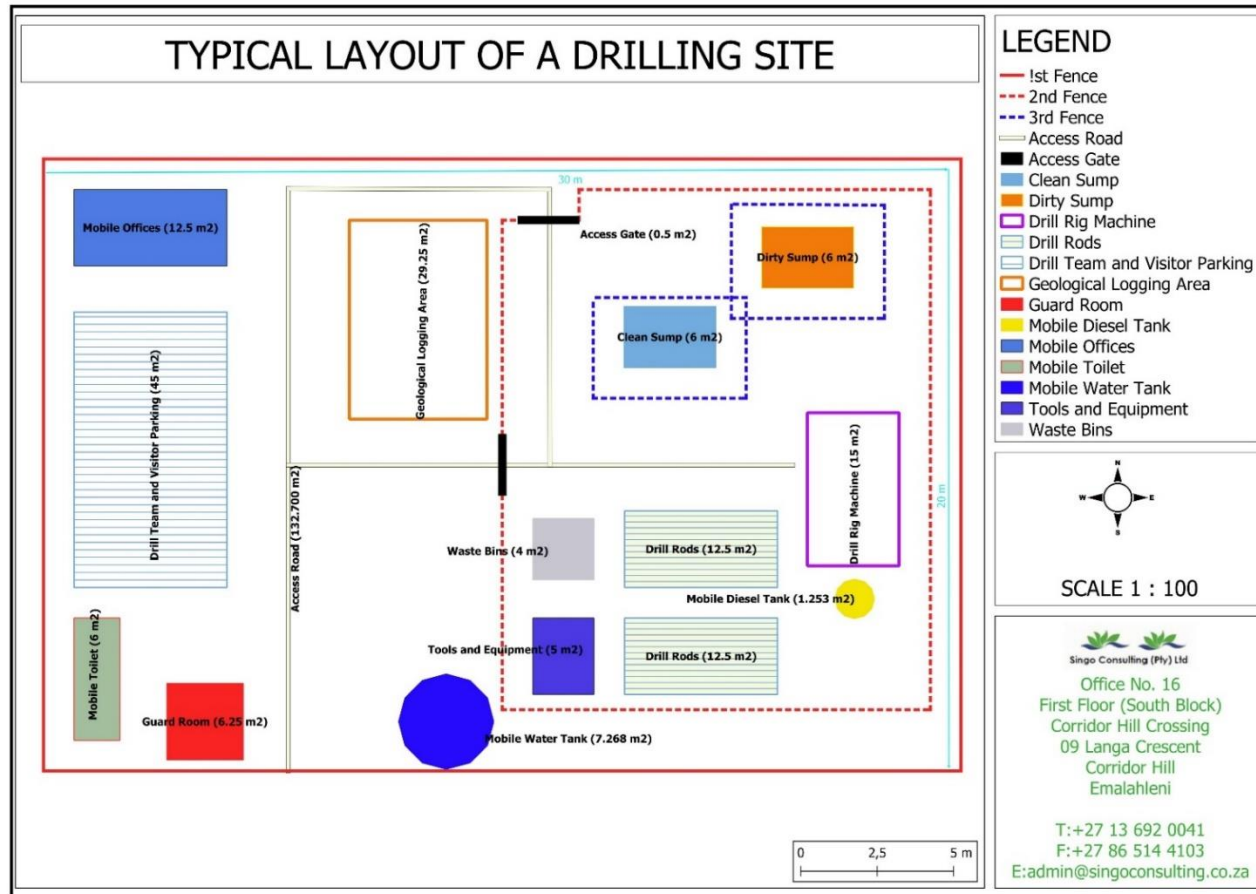 TYPICAL LAYOUT OF A DRILLING SITE
30 m
Mobile Offices (12.5 m2)
Geological Logging Area (29.25 m2)
Access Gate (0.5 m2)
Dirty Sump (6 m2)
Clean Sump (6 m2)
Drill Team and Visitor Parking (45 m2)
Access Road (132.700 m2)
Drill Rig Machine (15 m2)
20 m
Waste Bins (4 m2)
Drill Rods (12.5 m2)
Mobile Diesel Tank (1.253 m2)
Mobile Toilet (6 m2)
Tools and Equipment (5 m2)
Drill Rods (12.5 m2)
Guard Room (6.25 m2)
Mobile Water Tank (7.268 m2)
0 2,5 5 m
LEGEND
!st Fence
2nd Fence
3rd Fence
Access Road
Access Gate
Clean Sump
Dirty Sump
Drill Rig Machine
Drill Rods
Drill Team and Visitor Parking
Geological Logging Area
Guard Room
Mobile Diesel Tank
Mobile Offices
Mobile Toilet
Mobile Water Tank
Tools and Equipment
Waste Bins
N
W E
S
SCALE 1 : 100
Singo Consulting (Pty) Ltd
Office No. 16
First Floor (South Block)
Corridor Hill Crossing
09 Langa Crescent
Corridor Hill
Emalahleni
T:+27 13 692 0041
F:+27 86 514 4103
E:admin@singoconsulting.co.za